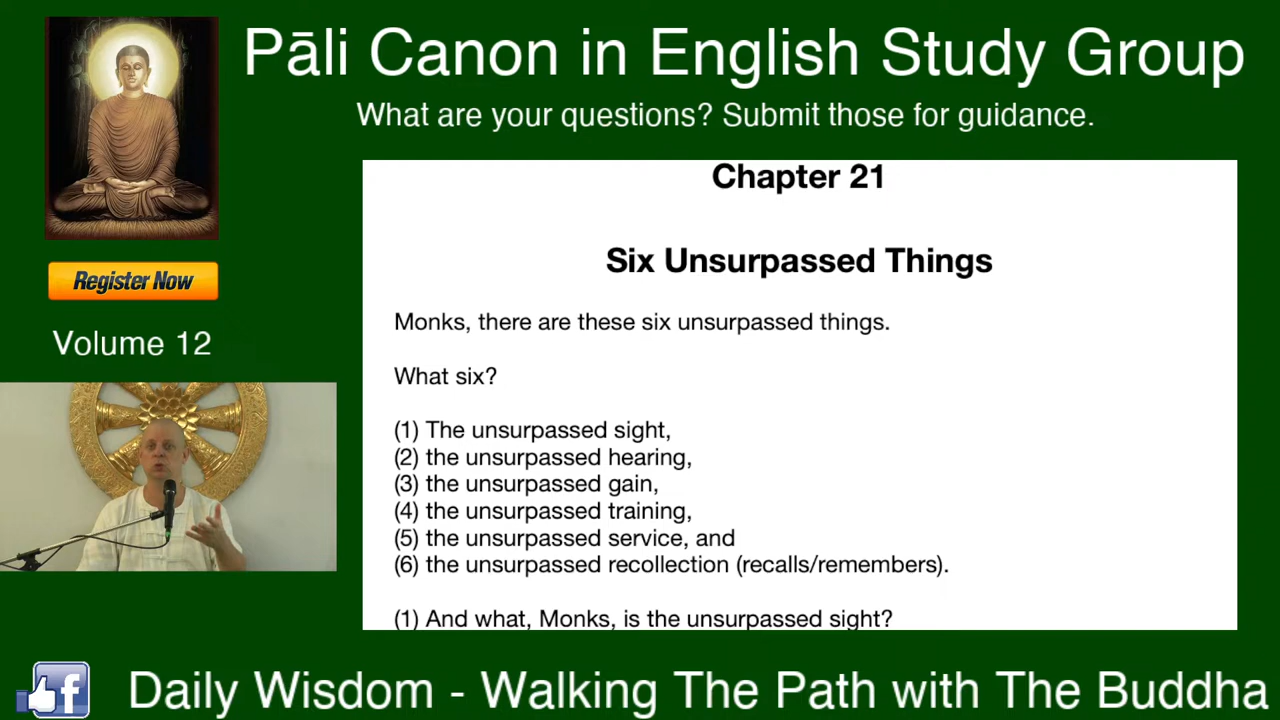 Pāli Canon in English Study Group
What are your questions? Submit those for guidance.
Register Now
Volume 12
Chapter 21
Six Unsurpassed Things
Monks, there are these six unsurpassed things.
What six?
(1) The unsurpassed sight,
(2) the unsurpassed hearing,
(3) the unsurpassed gain,
(4) the unsurpassed training,
(5) the unsurpassed service, and
(6) the unsurpassed recollection (recalls/remembers).
(1) And what, Monks, is the unsurpassed sight?
f
Daily Wisdom - Walking The Path with The Buddha